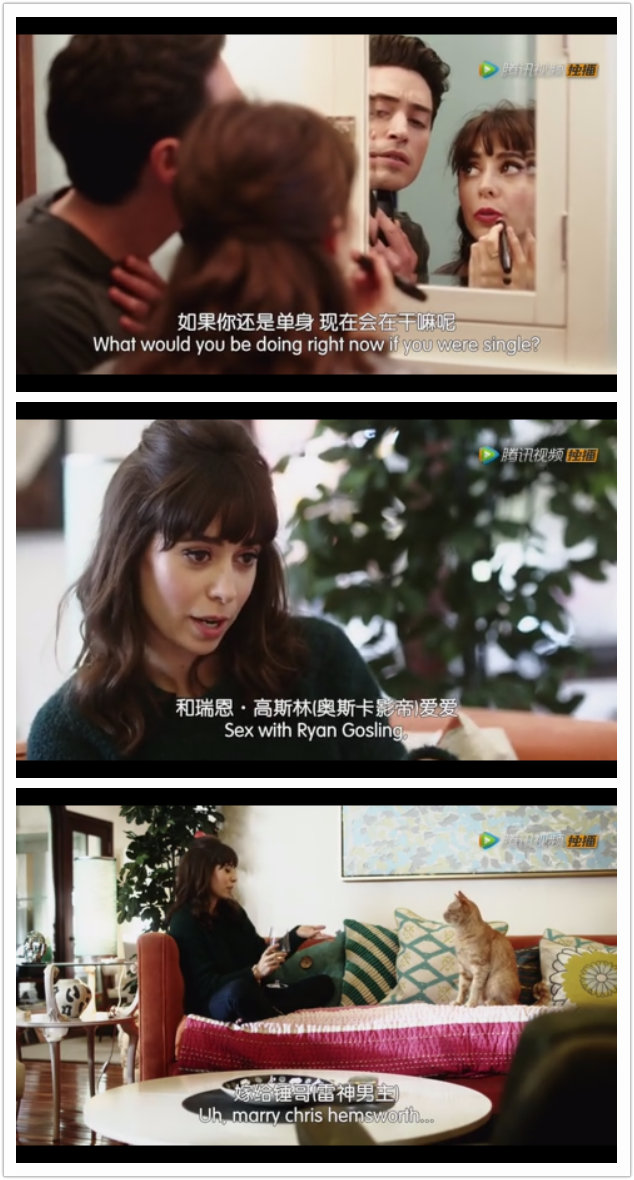 腾讯视频 独播
如果你还是单身 现在会在干嘛呢
What would you be doing right now if you were single?
腾讯视频 独播
和瑞恩·高斯林(奥斯卡影帝)爱爱
Sex with Ryan Gosling,
腾讯视频 独播
嫁给锤哥(雷神男主)
Uh, marry chris hemsworth...